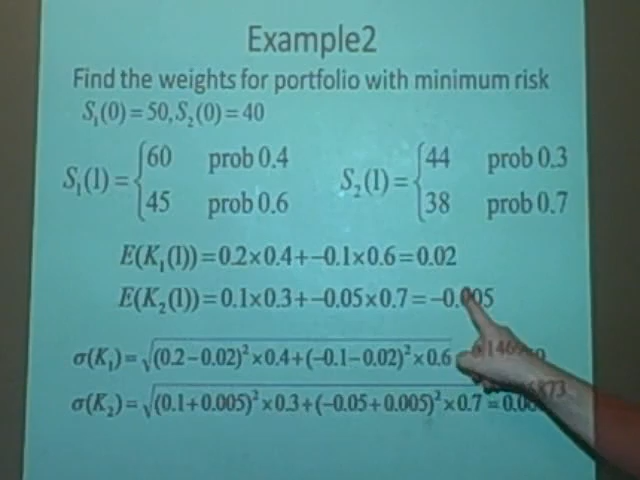 Example2
Find the weights for portfolio with minimum risk
S₁(0) = 50, S₂(0) = 40
S₁(1) = { 60 prob 0.4
45 prob 0.6
S₂(1) = { 44 prob 0.3
38 prob 0.7
E(K₁(1)) = 0.2×0.4+−0.1×0.6 = 0.02
E(K₂(1)) = 0.1×0.3+−0.05×0.7 = −0.005
σ(K₁) = √(0.2−0.02)²×0.4+(−0.1−0.02)²×0.6
σ(K₂) = √(0.1+0.005)²×0.3+(−0.05+0.005)²×0.7 =